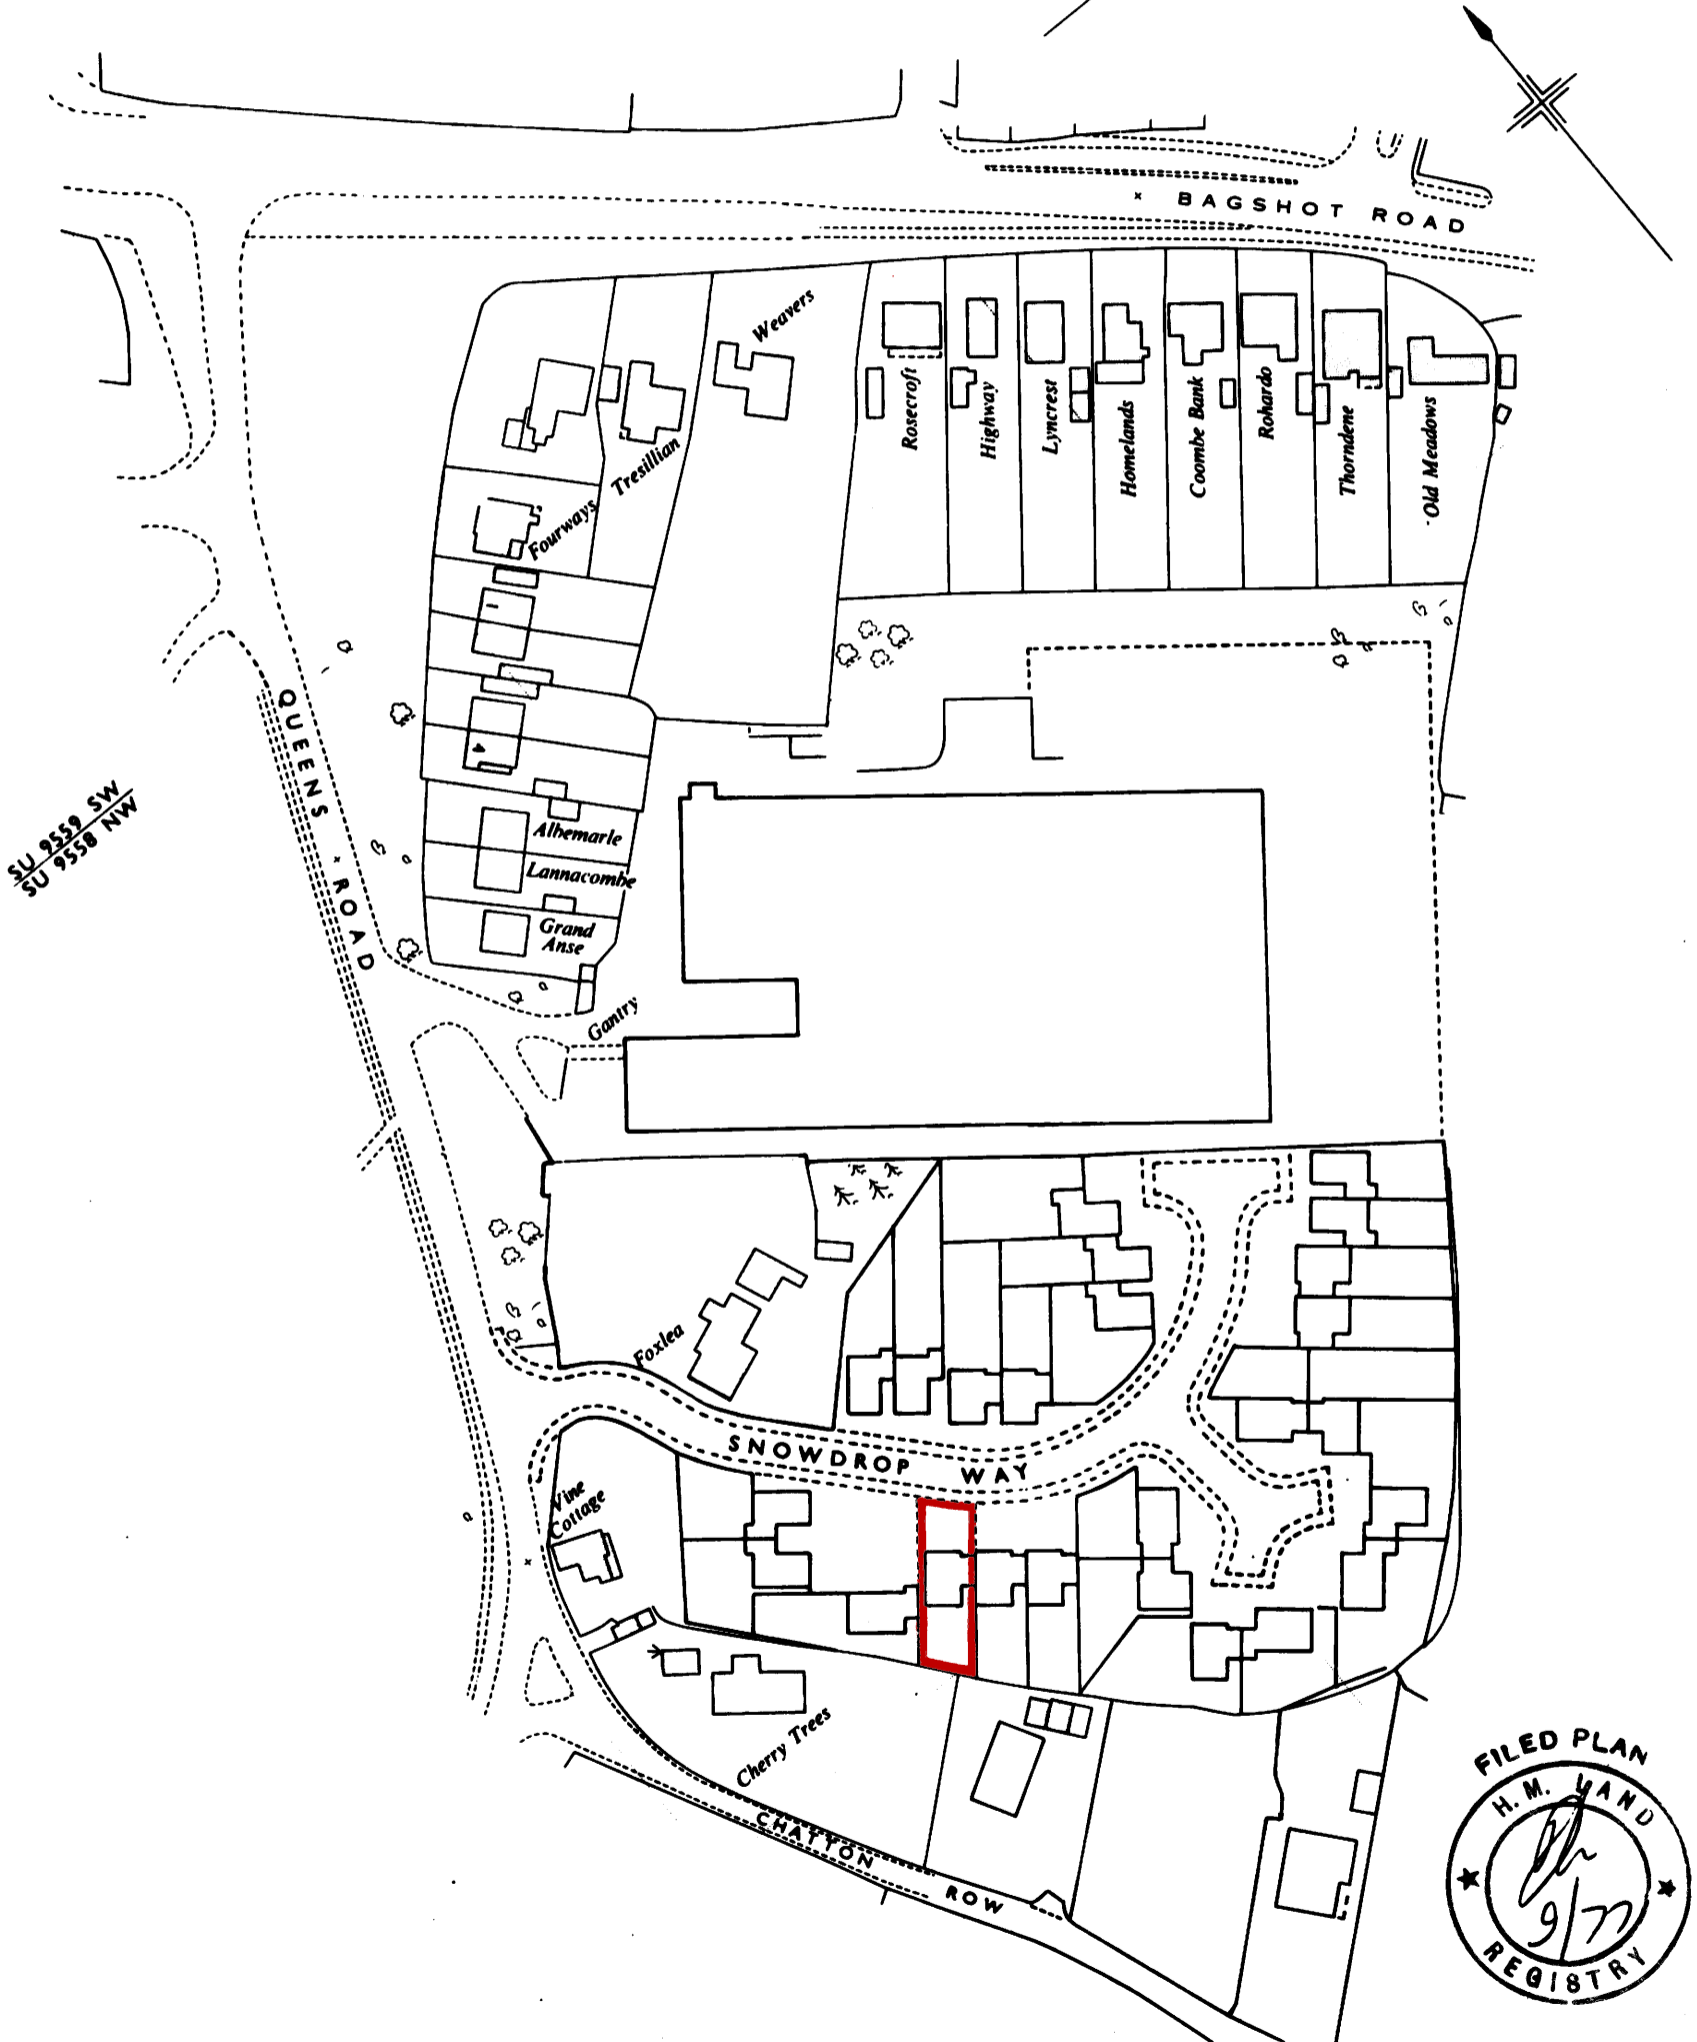 BAGSHOT ROAD
Weavers
Rosecroft
Highway
Lyncrest
Homelands
Coombe Bank
Rohardo
Thorndene
Old Meadows
Tresillian
Fourways
1
4
QUEENS ROAD
SU 9559 SW
SU 9558 NW
Albemarle
Lannacombe
Grand
Anse
Gantry
Foxlea
SNOWDROP WAY
Vine
Cottage
Cherry Trees
CHATTON ROW
FILED PLAN
H. M. LAND
REGISTRY